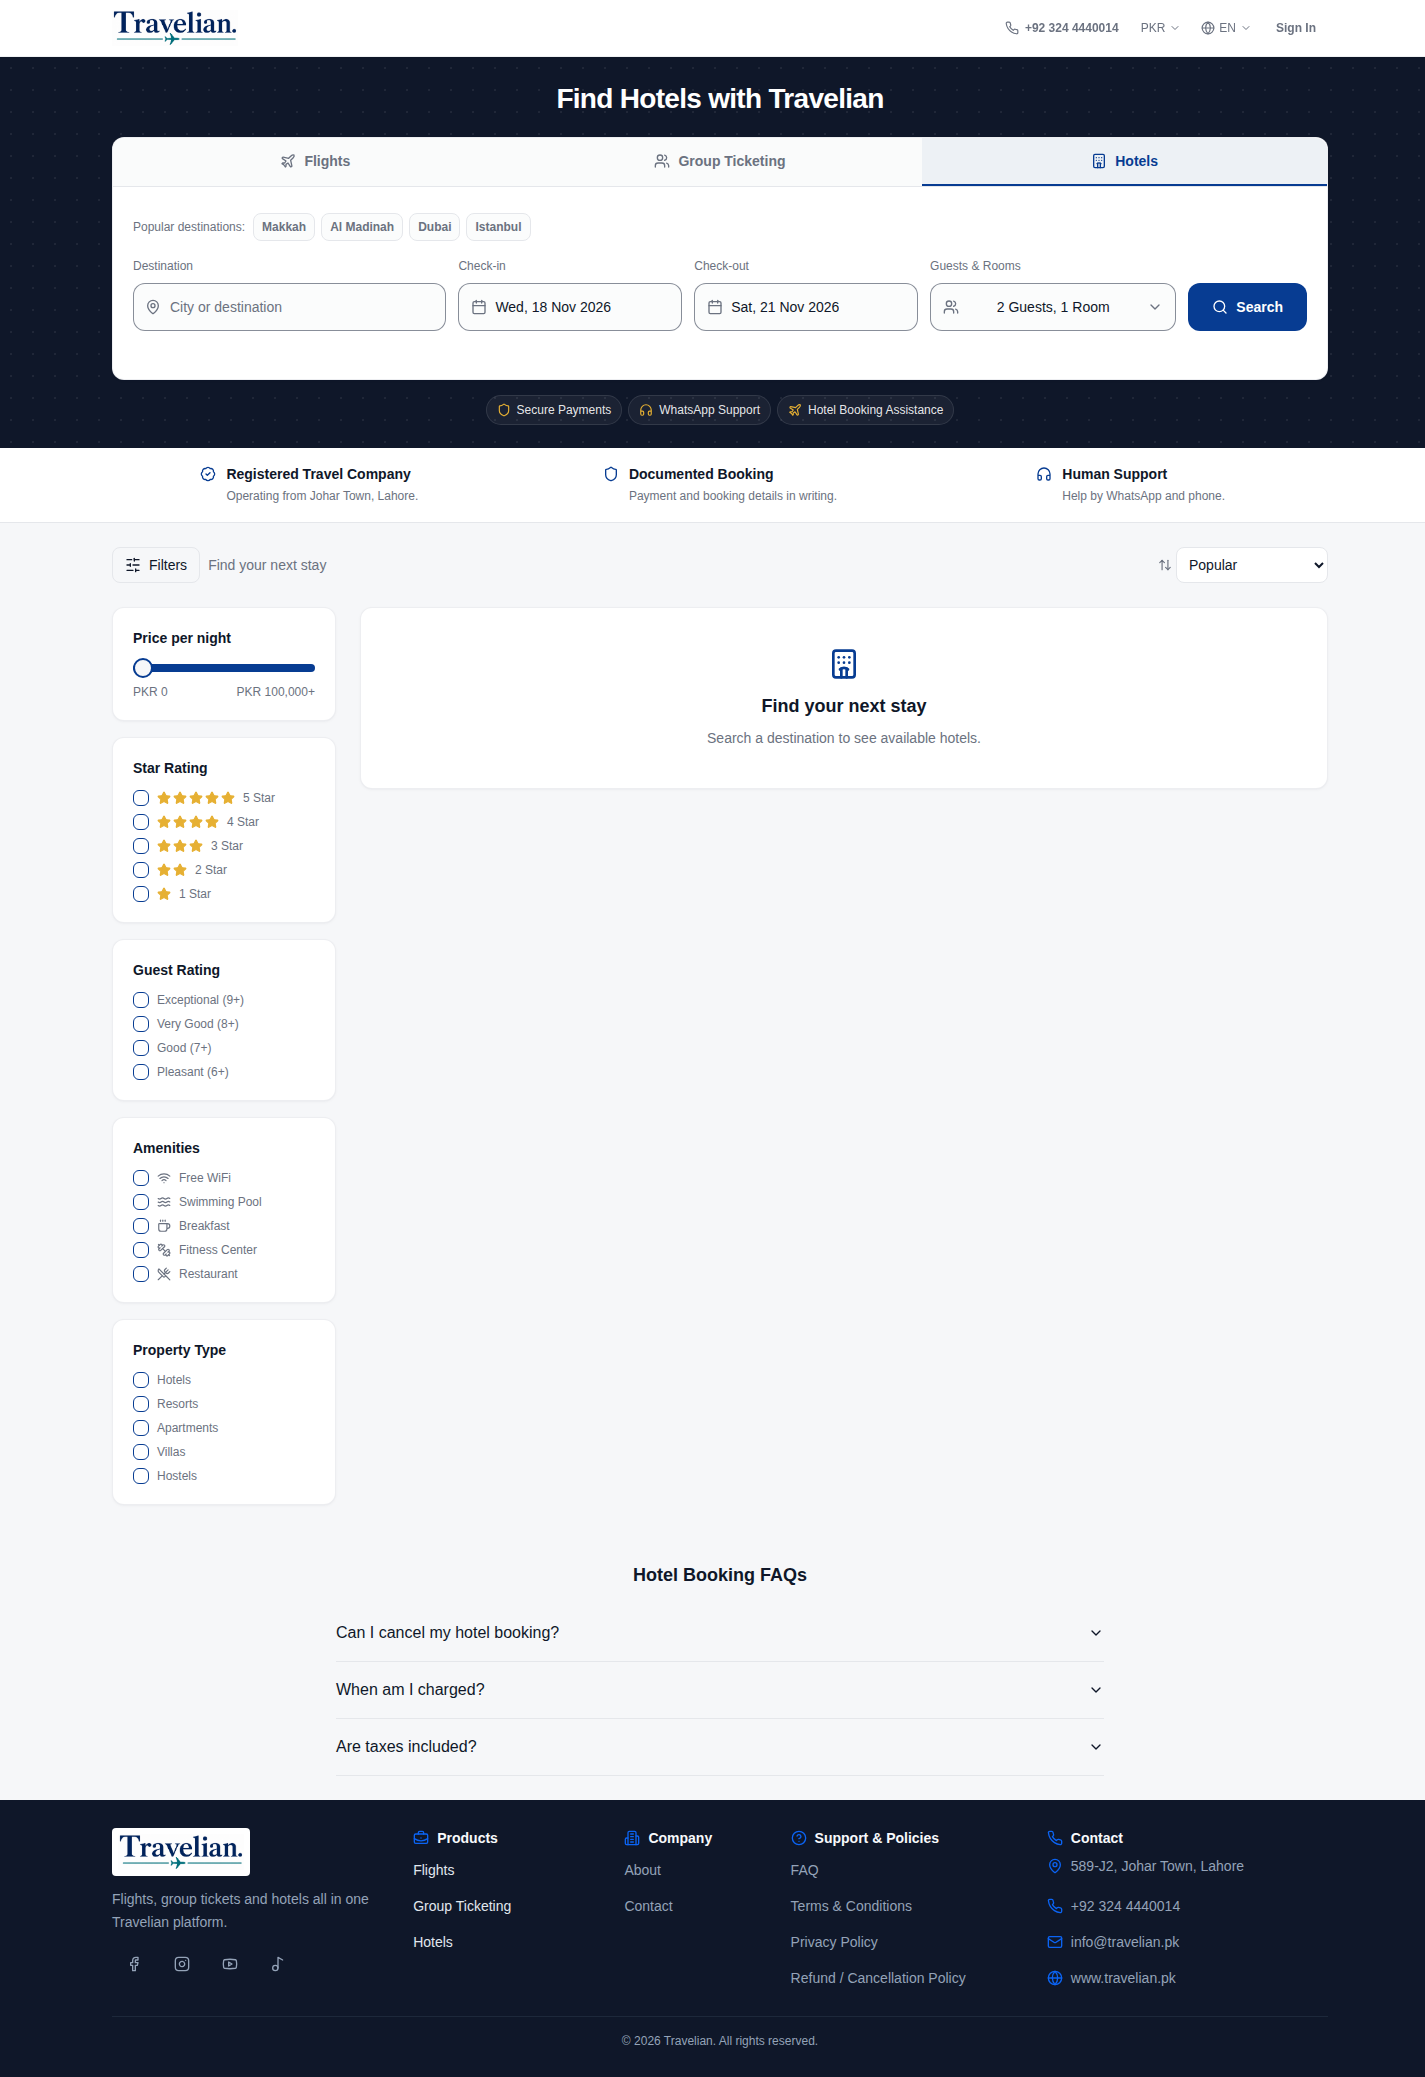 Travelian.
+92 324 4440014
PKR
EN
Sign In
Find Hotels with Travelian
Flights
Group Ticketing
Hotels
Popular destinations:
Makkah
Al Madinah
Dubai
Istanbul
Destination
Check-in
Check-out
Guests & Rooms
City or destination
Wed, 18 Nov 2026
Sat, 21 Nov 2026
2 Guests, 1 Room
Search
Secure Payments
WhatsApp Support
Hotel Booking Assistance
Registered Travel Company
Operating from Johar Town, Lahore.
Documented Booking
Payment and booking details in writing.
Human Support
Help by WhatsApp and phone.
Filters
Find your next stay
Popular
Price per night
PKR 0
PKR 100,000+
Find your next stay
Search a destination to see available hotels.
Star Rating
5 Star
4 Star
3 Star
2 Star
1 Star
Guest Rating
Exceptional (9+)
Very Good (8+)
Good (7+)
Pleasant (6+)
Amenities
Free WiFi
Swimming Pool
Breakfast
Fitness Center
Restaurant
Property Type
Hotels
Resorts
Apartments
Villas
Hostels
Hotel Booking FAQs
Can I cancel my hotel booking?
When am I charged?
Are taxes included?
Travelian.
Flights, group tickets and hotels all in one
Travelian platform.
Products
Flights
Group Ticketing
Hotels
Company
About
Contact
Support & Policies
FAQ
Terms & Conditions
Privacy Policy
Refund / Cancellation Policy
Contact
589-J2, Johar Town, Lahore
+92 324 4440014
info@travelian.pk
www.travelian.pk
© 2026 Travelian. All rights reserved.